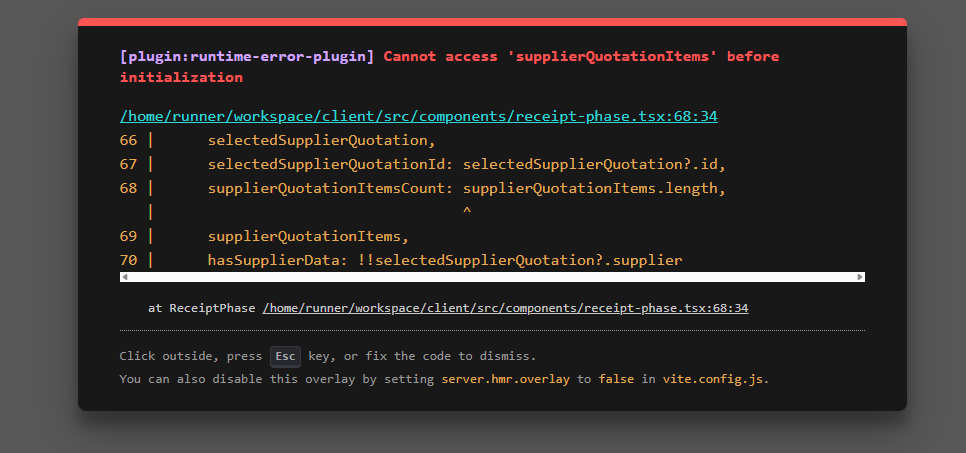 [plugin:runtime-error-plugin] Cannot access 'supplierQuotationItems' before
initialization
/home/runner/workspace/client/src/components/receipt-phase.tsx:68:34
66 |      selectedSupplierQuotation,
67 |      selectedSupplierQuotationId: selectedSupplierQuotation?.id,
68 |      supplierQuotationItemsCount: supplierQuotationItems.length,
   |                                   ^
69 |      supplierQuotationItems,
70 |      hasSupplierData: !!selectedSupplierQuotation?.supplier
at ReceiptPhase /home/runner/workspace/client/src/components/receipt-phase.tsx:68:34
Click outside, press Esc key, or fix the code to dismiss.
You can also disable this overlay by setting server.hmr.overlay to false in vite.config.js.